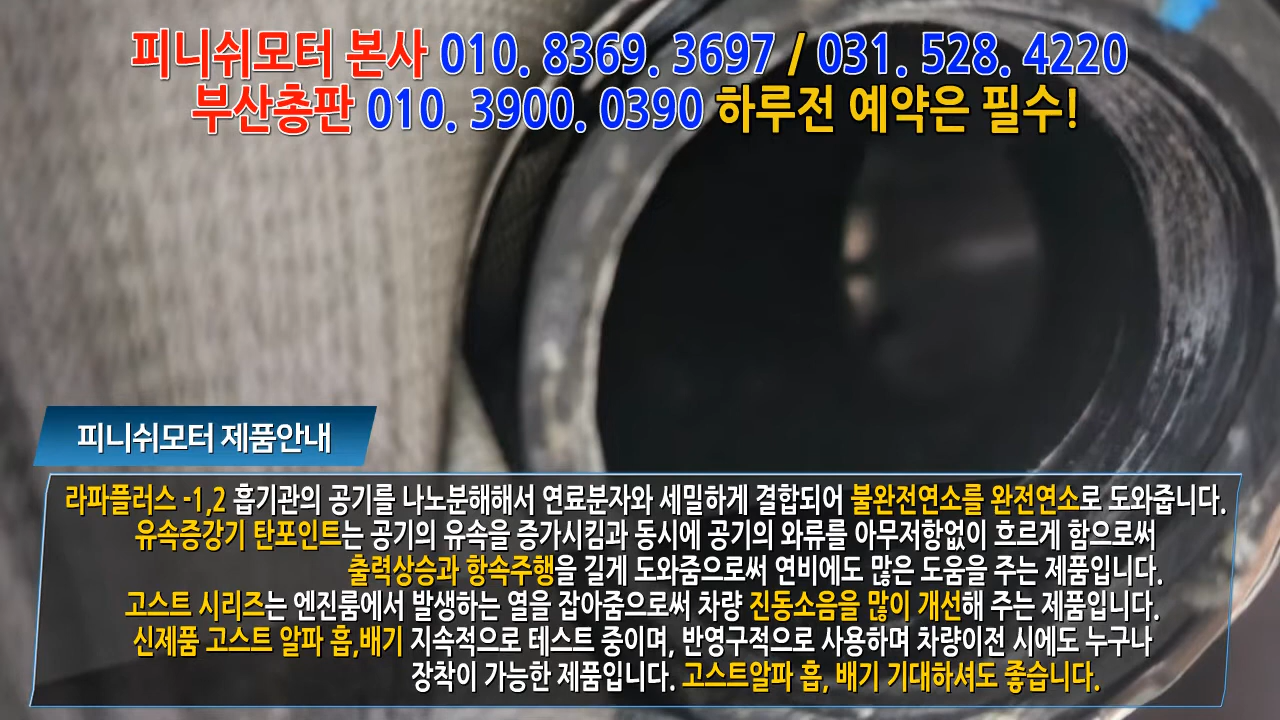 피니쉬모터 본사 010. 8369. 3697 / 031. 528. 4220
부산총판 010. 3900. 0390 하루전 예약은 필수!
피니쉬모터 제품안내
라파플러스 -1,2 흡기관의 공기를 나노분해해서 연료분자와 세밀하게 결합되어 불완전연소를 완전연소로 도와줍니다.
유속증강기 탄포인트는 공기의 유속을 증가시킴과 동시에 공기의 와류를 아무저항없이 흐르게 함으로써
출력상승과 항속주행을 길게 도와줌으로써 연비에도 많은 도움을 주는 제품입니다.
고스트 시리즈는 엔진룸에서 발생하는 열을 잡아줌으로써 차량 진동소음을 많이 개선해 주는 제품입니다.
신제품 고스트 알파 흡,배기 지속적으로 테스트 중이며, 반영구적으로 사용하며 차량이전 시에도 누구나
장착이 가능한 제품입니다. 고스트알파 흡, 배기 기대하셔도 좋습니다.